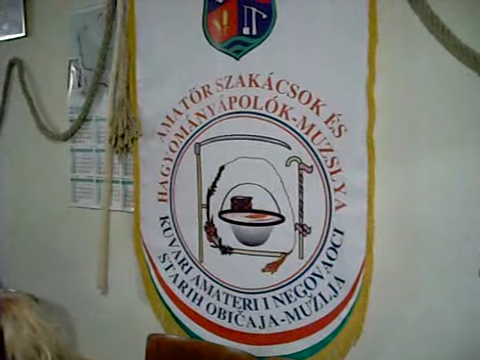 AMATŐR SZAKÁCSOK ÉS
HAGYOMÁNYÁPOLÓK-MUZSLYA
KUVARI AMATERI I NEGOVAOCI
STARIH OBIČAJA-MUŽLJA